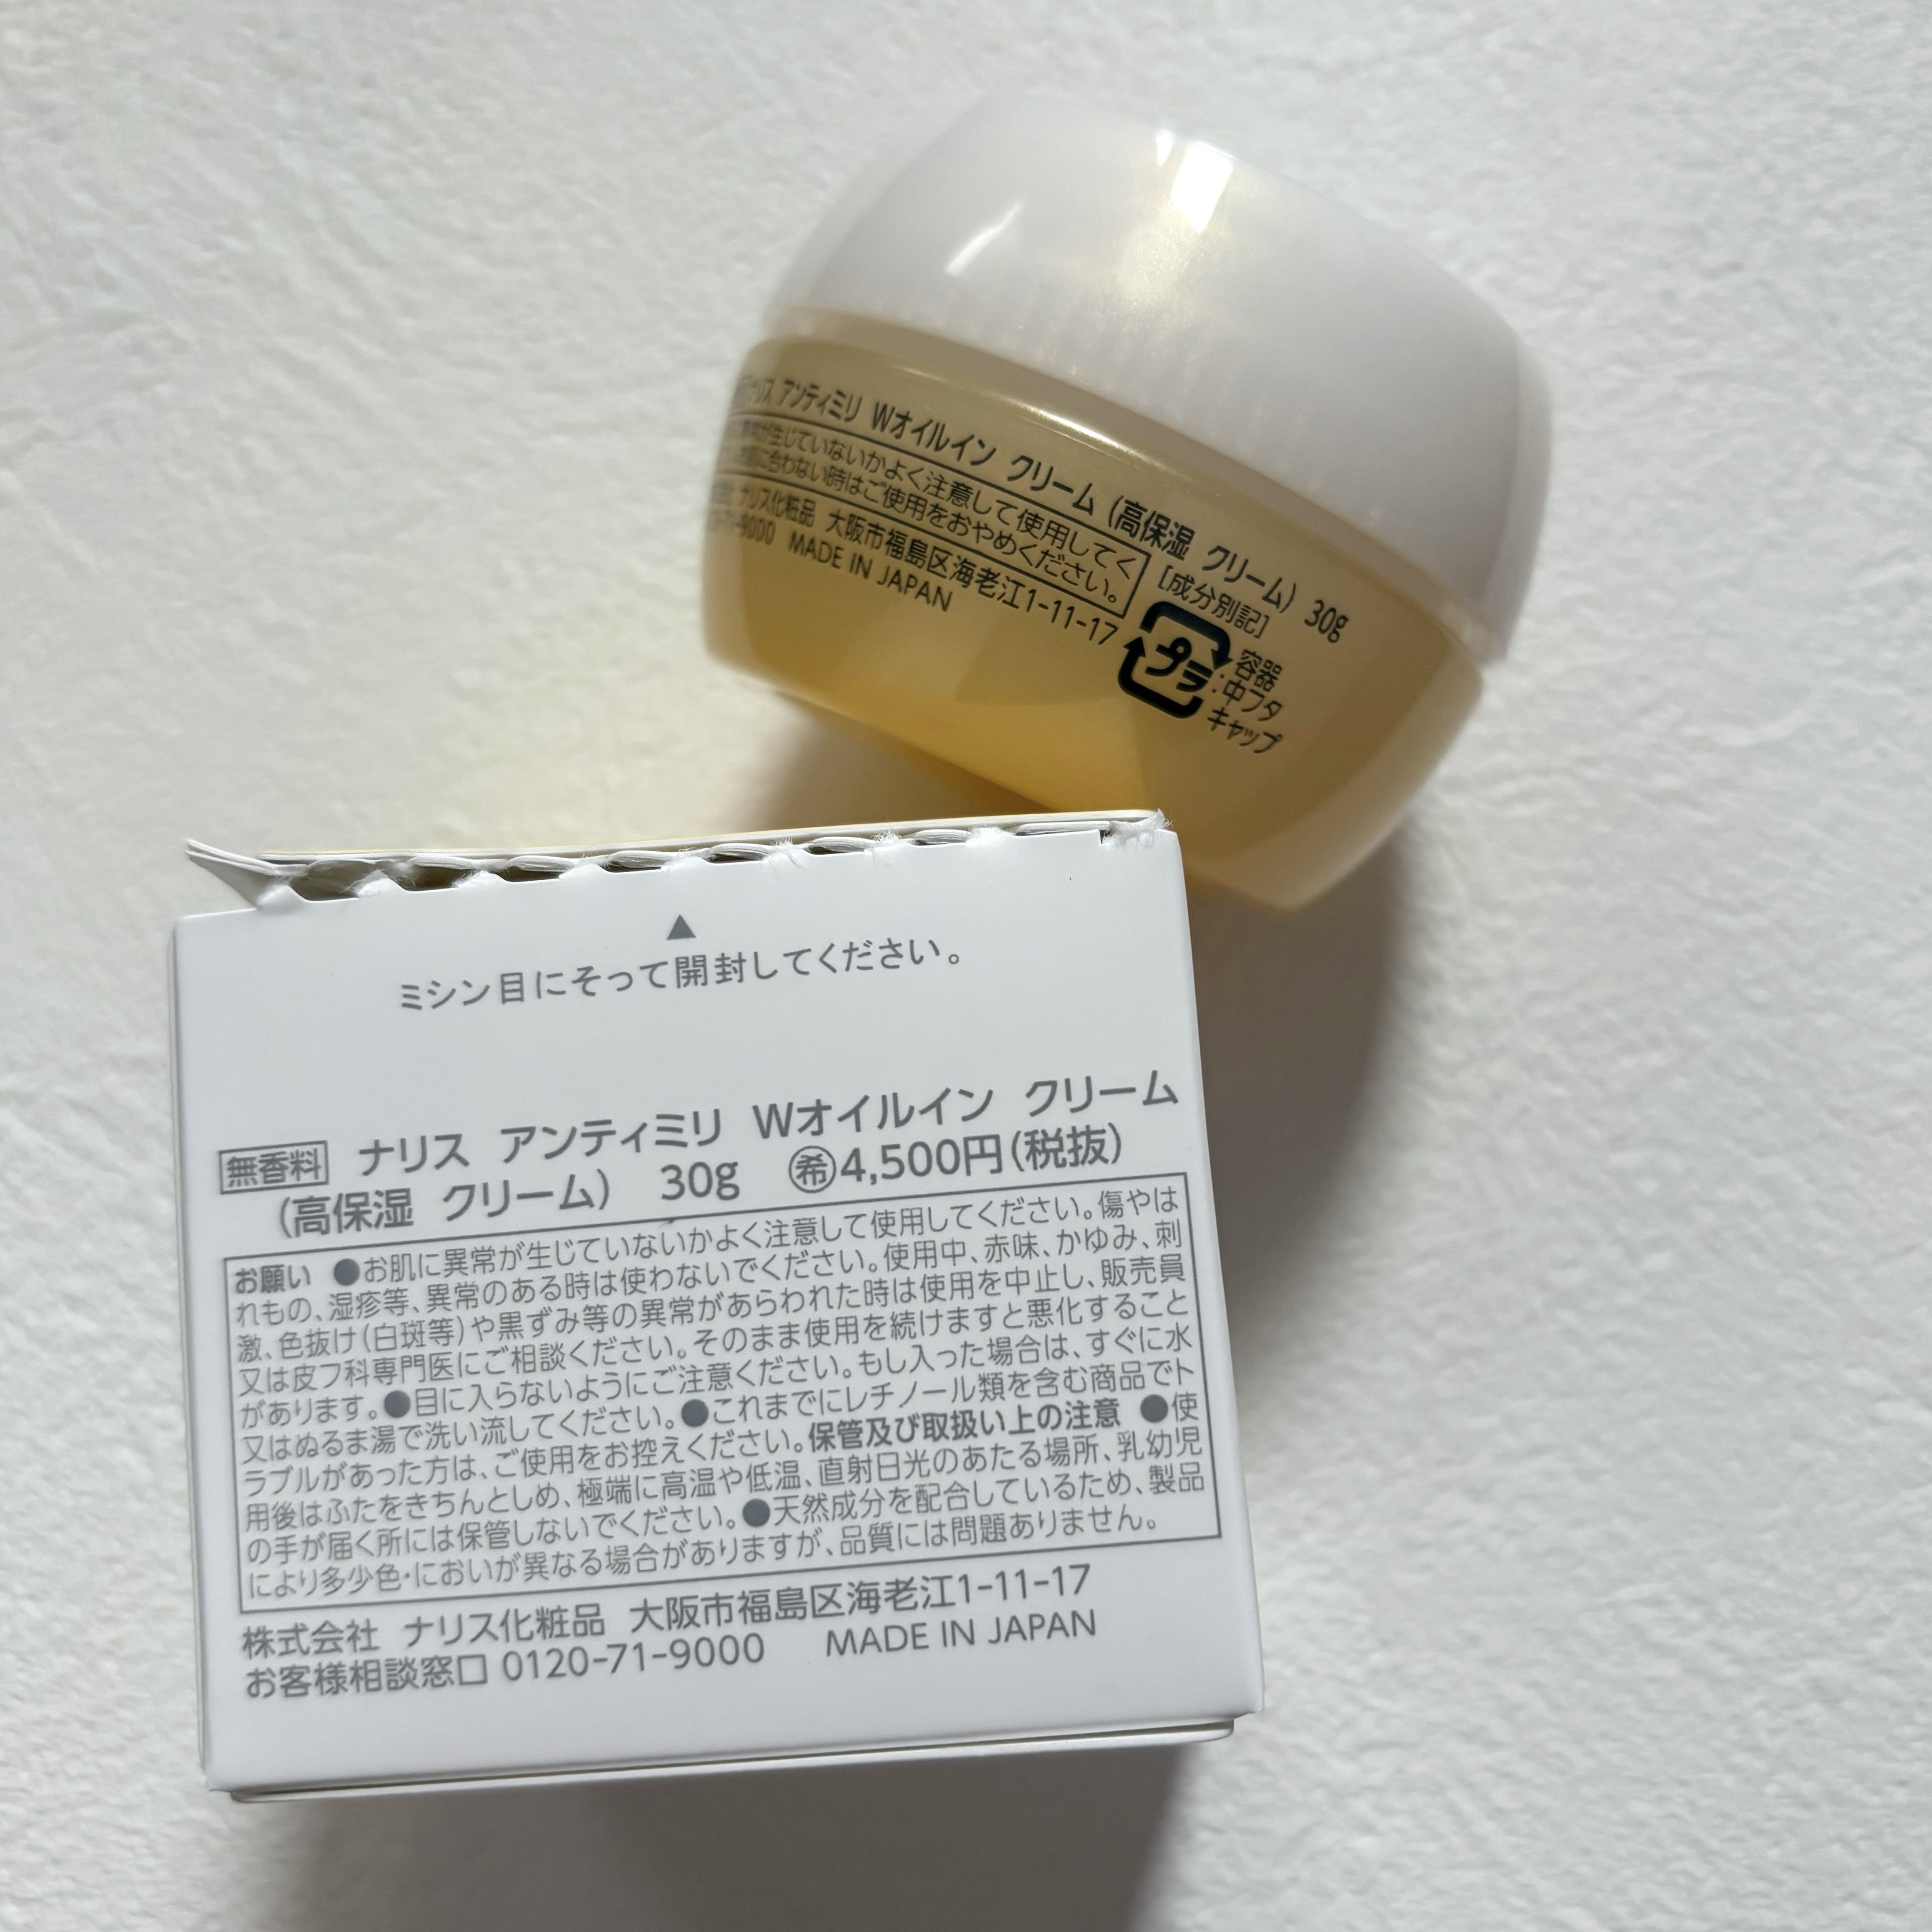 ナリス アンティミリ Wオイルイン クリーム (高保湿 クリーム) 30g
が生じていないかよく注意して使用してく
に合わない時はご使用をおやめください。
[成分別記]
ナリス化粧品 大阪市福島区海老江1-11-17
-71-9000 MADE IN JAPAN
プラ
容器
:中フタ
キャップ
▲
ミシン目にそって開封してください。
無香料 ナリス アンティミリ Wオイルイン クリーム
(高保湿 クリーム) 30g ㊒4,500円(税抜)
お願い ●お肌に異常が生じていないかよく注意して使用してください。傷やは
れもの、湿疹等、異常のある時は使わないでください。使用中、赤味、かゆみ、刺
激、色抜け(白斑等)や黒ずみ等の異常があらわれた時は使用を中止し、販売員
又は皮フ科専門医にご相談ください。そのまま使用を続けますと悪化すること
があります。●目に入らないようにご注意ください。もし入った場合は、すぐに水
又はぬるま湯で洗い流してください。●これまでにレチノール類を含む商品でト
ラブルがあった方は、ご使用をお控えください。保管及び取扱い上の注意 ●使
用後はふたをきちんとしめ、極端に高温や低温、直射日光のあたる場所、乳幼児
の手が届く所には保管しないでください。●天然成分を配合しているため、製品
により多少色・においが異なる場合がありますが、品質には問題ありません。
株式会社 ナリス化粧品 大阪市福島区海老江1-11-17
お客様相談窓口 0120-71-9000 MADE IN JAPAN